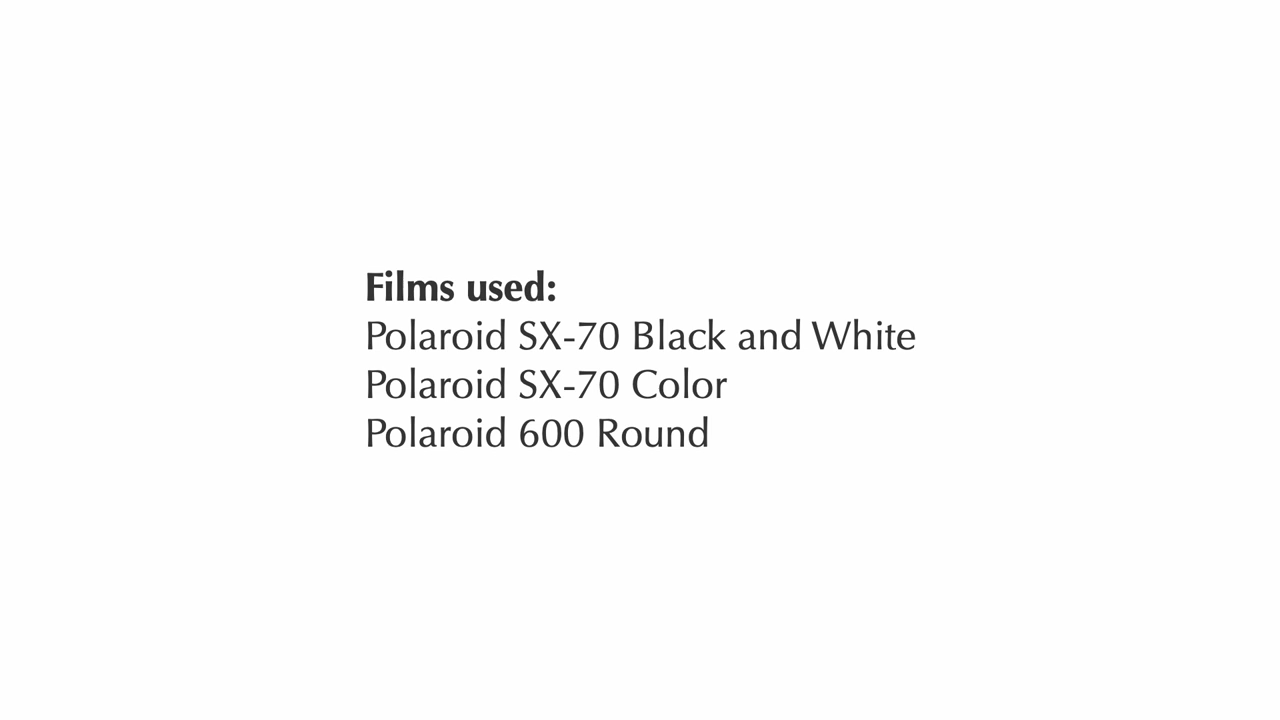 Films used:
Polaroid SX-70 Black and White
Polaroid SX-70 Color
Polaroid 600 Round